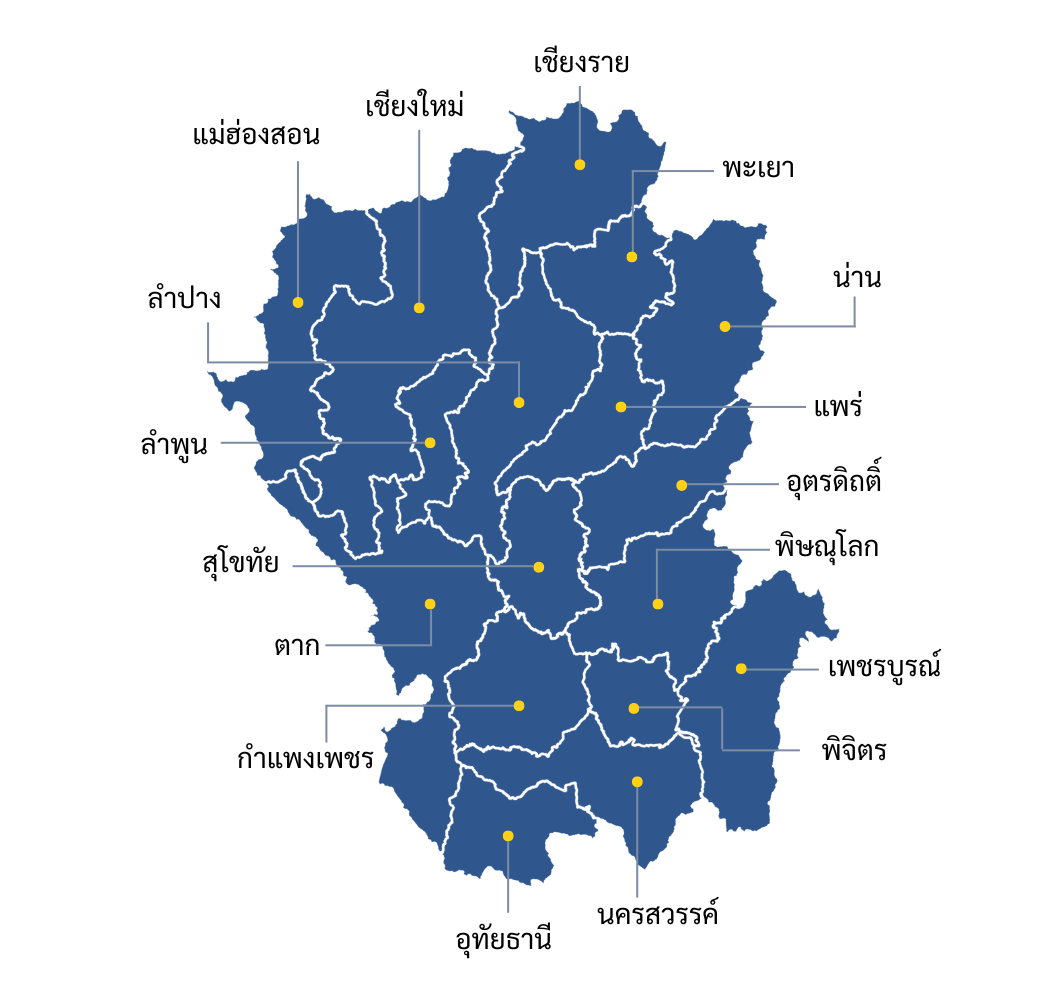 เชียงราย
เชียงใหม่
แม่ฮ่องสอน
พะเยา
น่าน
ลำปาง
แพร่
ลำพูน
อุตรดิตถิ์
พิษณุโลก
สุโขทัย
ตาก
เพชรบูรณ์
กำแพงเพชร
พิจิตร
นครสวรรค์
อุทัยธานี